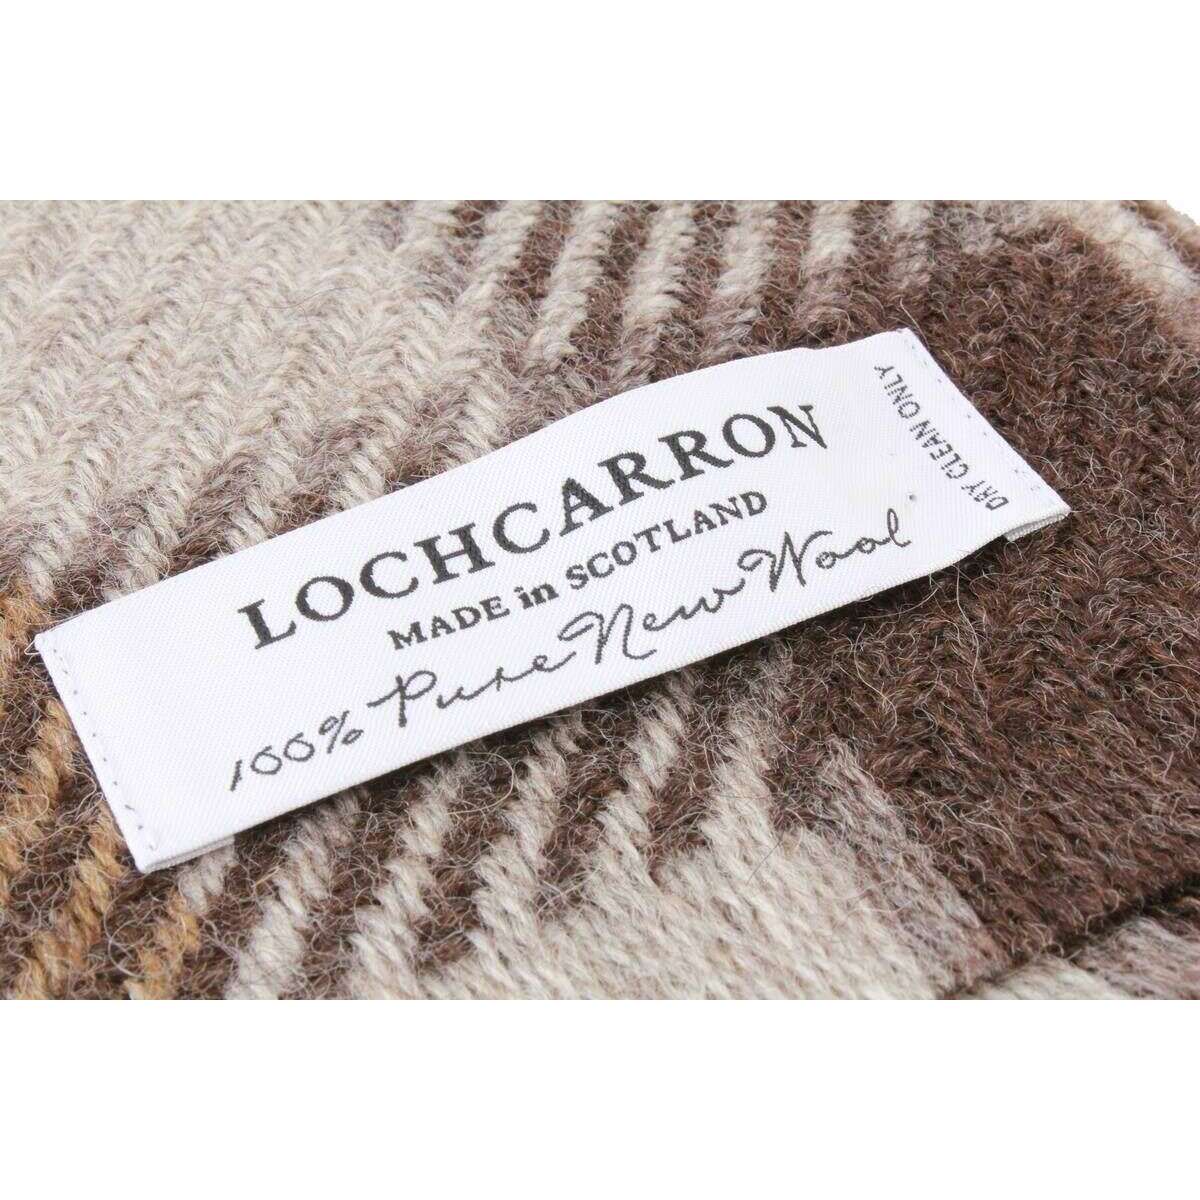 LOCHCARRON
MADE in SCOTLAND
100% Pure New Wool
DRY CLEAN ONLY